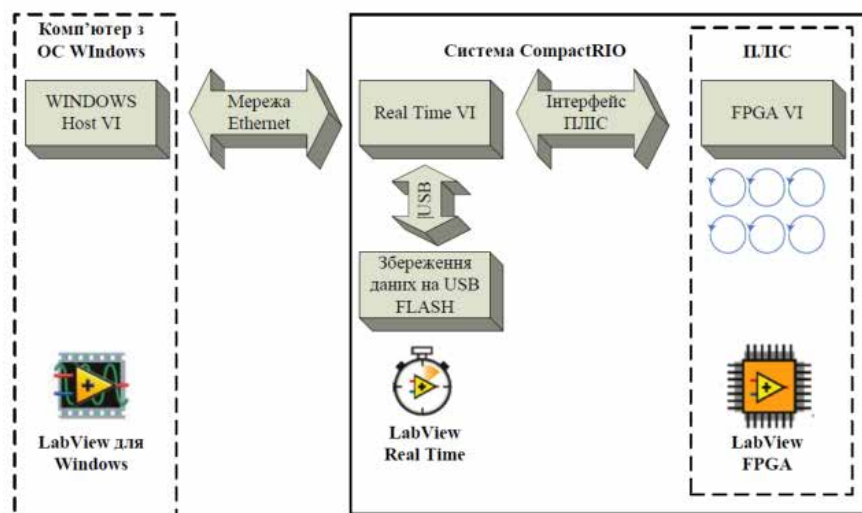 Комп’ютер з
ОС WIndows
WINDOWS
Host VI
LabView для
Windows
Мережа
Ethernet
Система CompactRIO
Real Time VI
USB
Збереження
даних на USB
FLASH
LabView
Real Time
Інтерфейс
ПЛІС
ПЛІС
FPGA VI
LabView
FPGA